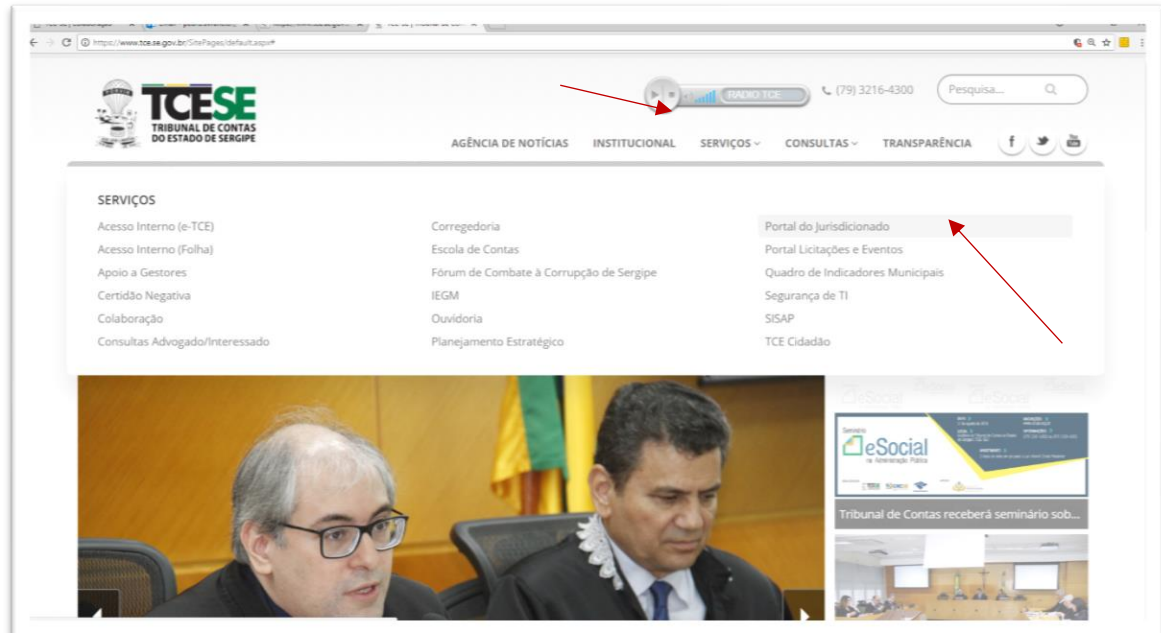 https://www.tce.se.gov.br/SitePages/default.aspx#
TCESE
TRIBUNAL DE CONTAS
DO ESTADO DE SERGIPE
RADIO TCE
(79) 3216-4300
Pesquisa...
AGÊNCIA DE NOTÍCIAS INSTITUCIONAL SERVIÇOS CONSULTAS TRANSPARÊNCIA
SERVIÇOS
Acesso Interno (e-TCE)
Acesso Interno (Folha)
Apoio a Gestores
Certidão Negativa
Colaboração
Consultas Advogado/Interessado
Corregedoria
Escola de Contas
Fórum de Combate à Corrupção de Sergipe
IEGM
Ouvidoria
Planejamento Estratégico
Portal do Jurisdicionado
Portal Licitações e Eventos
Quadro de Indicadores Municipais
Segurança de TI
SISAP
TCE Cidadão
Seminário
eSocial
na Administração Pública
Tribunal de Contas receberá seminário sob...